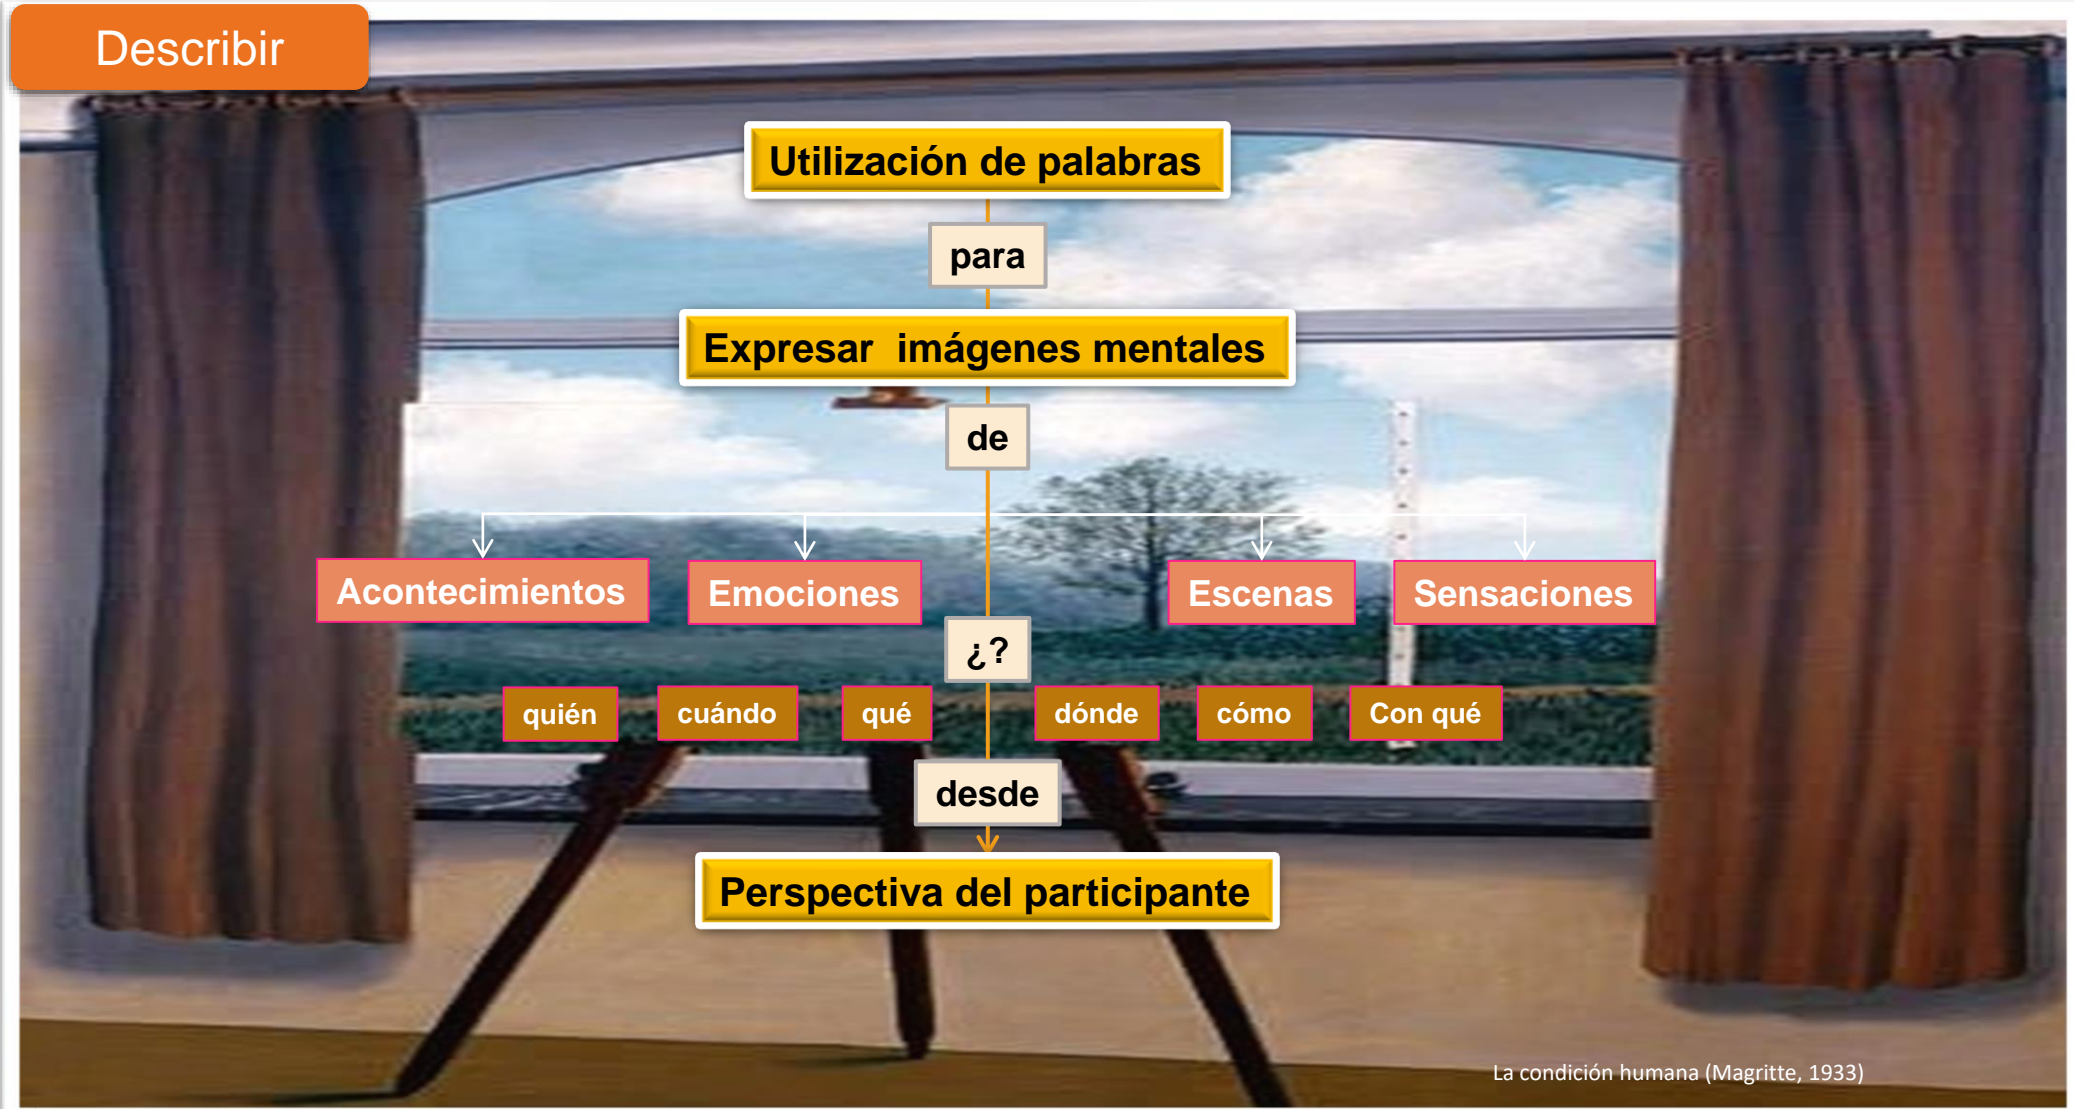 Describir
Utilización de palabras
para
Expresar  imágenes mentales
de
Acontecimientos
Emociones
Escenas
Sensaciones
¿?
quién
cuándo
qué
dónde
cómo
Con qué
desde
Perspectiva del participante
La condición humana (Magritte, 1933)